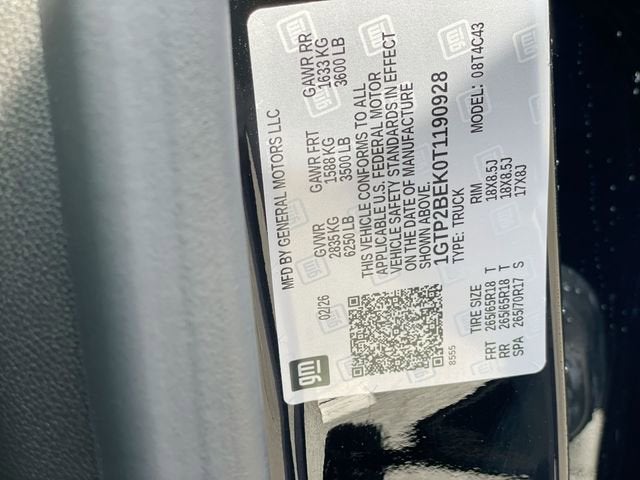 gm
MFD BY GENERAL MOTORS LLC
02/26 GVWR GAWR FRT GAWR RR
2835 KG 1588 KG 1633 KG
6250 LB 3500 LB 3600 LB
THIS VEHICLE CONFORMS TO ALL
APPLICABLE U.S. FEDERAL MOTOR
VEHICLE SAFETY STANDARDS IN EFFECT
ON THE DATE OF MANUFACTURE
SHOWN ABOVE.
1GTP2BEK0T1190928
8555 TYPE: TRUCK MODEL: 08T4C43
TIRE SIZE RIM
FRT 265/65R18 T 18X8.5J
RR 265/65R18 T 18X8.5J
SPA 265/70R17 S 17X8J